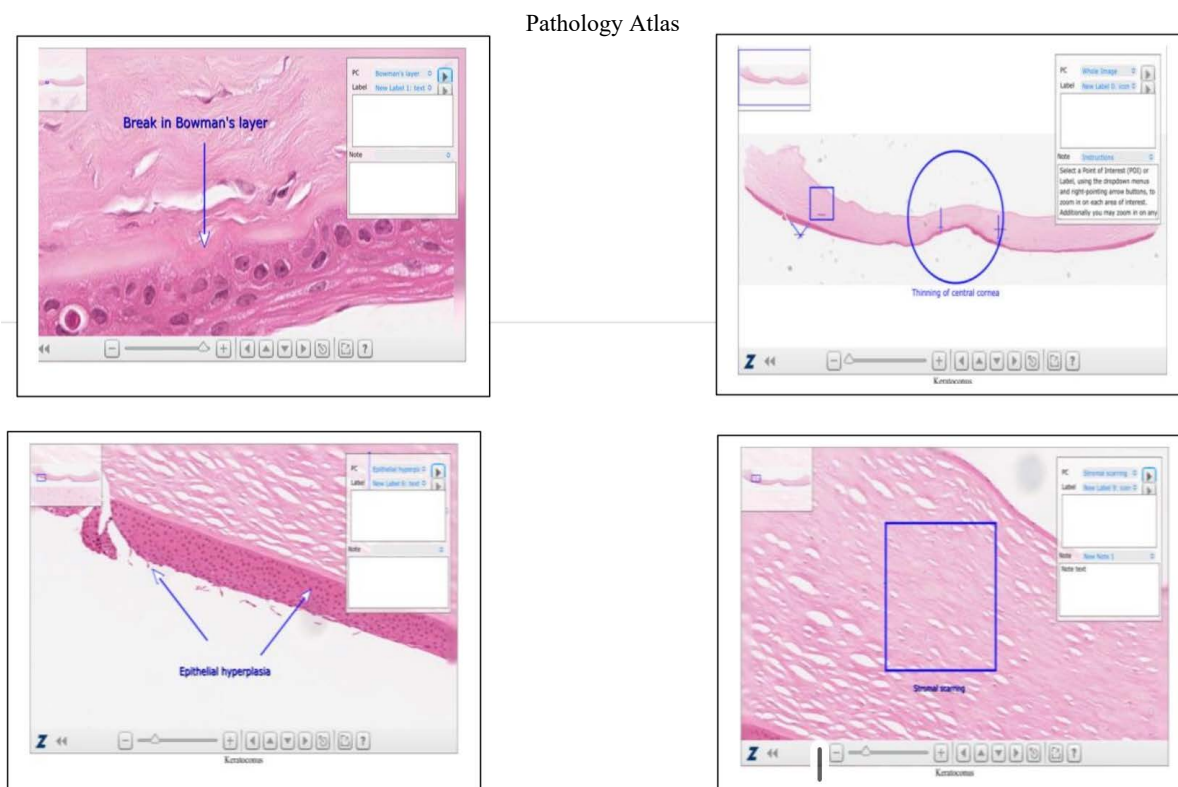 Pathology Atlas
Break in Bowman's layer
PC Bowman's layer
Label New Label 1: text
Note
?
PC Whole Image
Label New Label 0: icon
Note Instructions
Select a Point of Interest (POI) or
Label, using the dropdown menus
and right-pointing arrow buttons, to
zoom in on each area of interest.
Additionally you may zoom in on any
Thinning of central cornea
Z ?
Keratoconus
PC Epithelial hyperpla
Label New Label 6: text
Note
Epithelial hyperplasia
Z ?
Keratoconus
PC Stromal scarring
Label New Label 9: icon
Note New Note 1
Note text
Stromal scarring
Z ?
Keratoconus